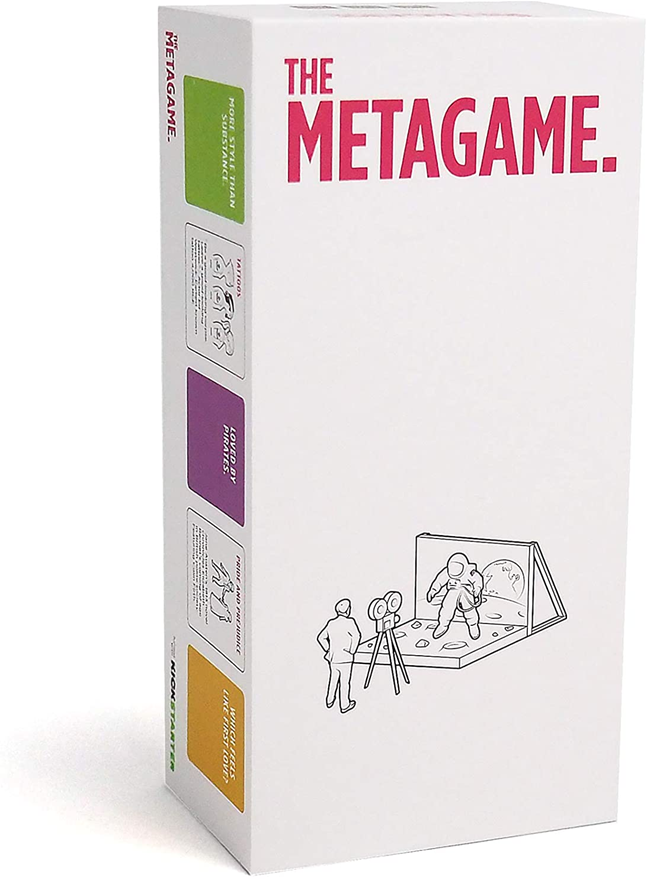 THE
METAGAME.
THE
METAGAME.
MORE STYLE THAN
SUBSTANCE.
TATTOOS
LOVED BY
PIRATES.
PRIDE AND PREJUDICE
WHICH FEELS
LIKE FIRST LOVE?
KICKSTARTER